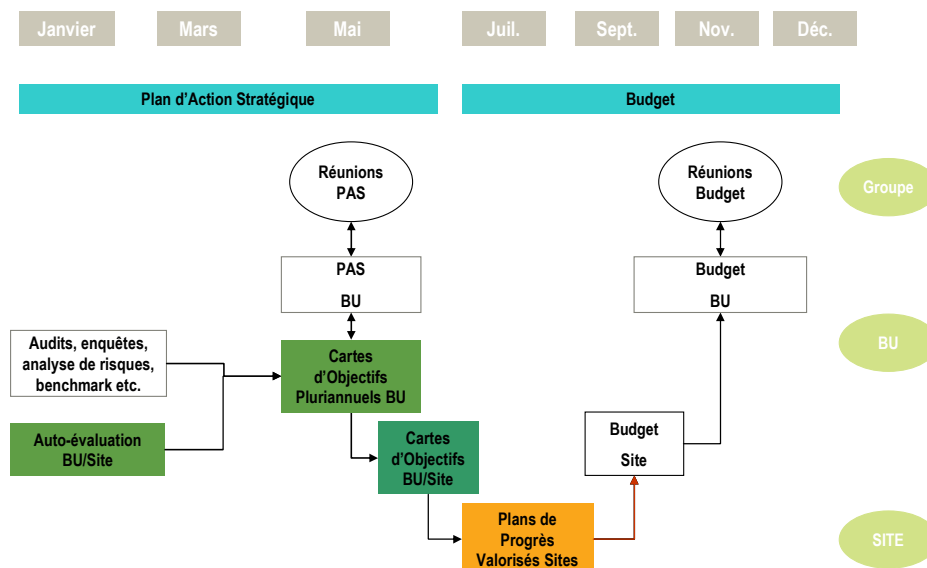 Janvier
Mars
Mai
Juil.
Sept.
Nov.
Déc.
Plan d'Action Stratégique
Budget
Réunions
PAS
Réunions
Budget
Groupe
PAS
BU
Budget
BU
Audits, enquêtes,
analyse de risques,
benchmark etc.
Cartes
d'Objectifs
Pluriannuels BU
BU
Auto-évaluation
BU/Site
Cartes
d'Objectifs
BU/Site
Budget
Site
Plans de
Progrès
Valorisés Sites
SITE